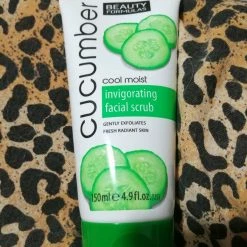 BEAUTY
FORMULAS
cucumber
cool moist
invigorating
facial scrub
GENTLY EXFOLIATES
FRESH RADIANT SKIN
150ml e 4.9fl.oz.